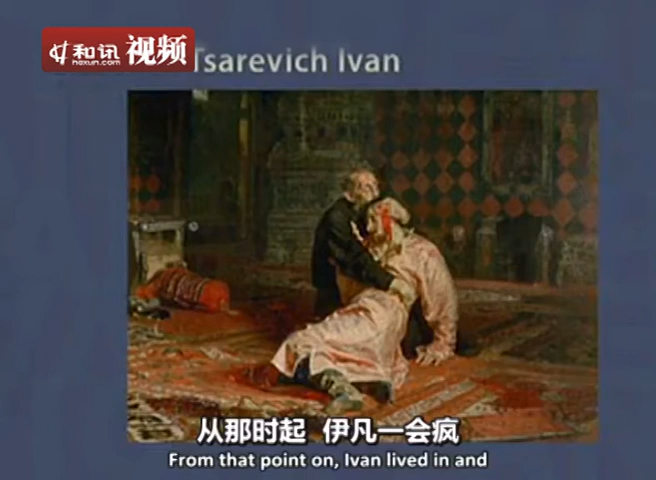 和讯 视频
hexun.com
Tsarevich Ivan
从那时起 伊凡一会疯
From that point on, Ivan lived in and